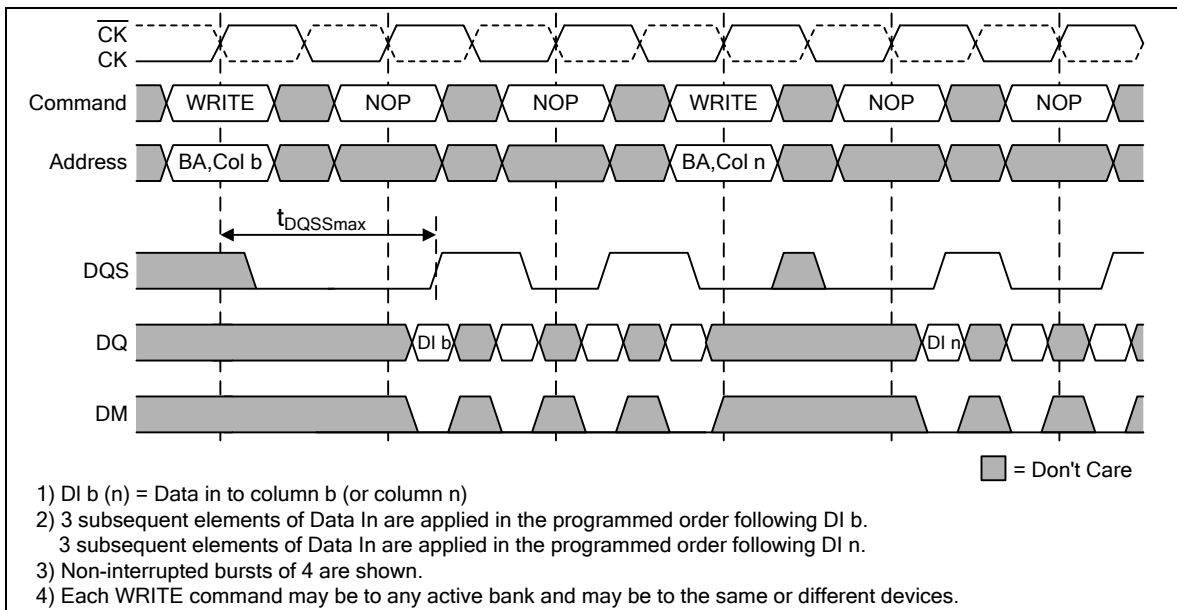 CK
CK
Command WRITE NOP NOP WRITE NOP NOP
Address BA,Col b BA,Col n
tDQSSmax
DQS
DQ DI b DI n
DM
= Don't Care
1) DI b (n) = Data in to column b (or column n)
2) 3 subsequent elements of Data In are applied in the programmed order following DI b.
3 subsequent elements of Data In are applied in the programmed order following DI n.
3) Non-interrupted bursts of 4 are shown.
4) Each WRITE command may be to any active bank and may be to the same or different devices.